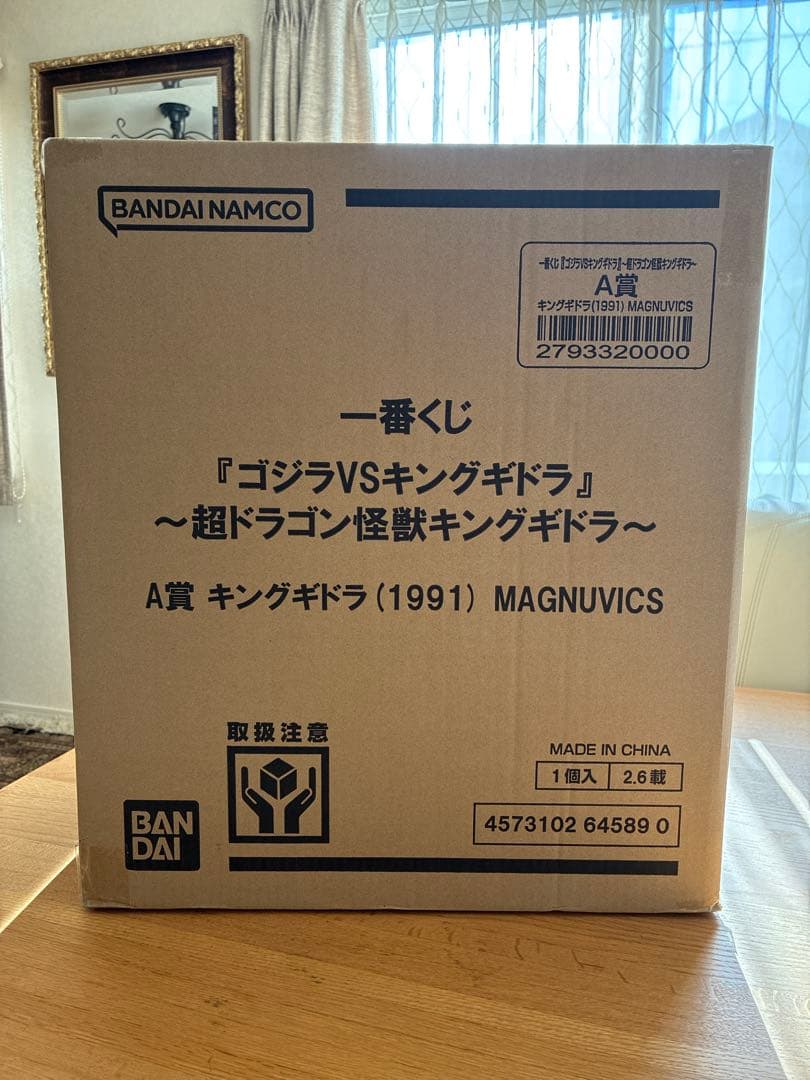 BANDAI NAMCO
一番くじ『ゴジラVSキングギドラ』～超ドラゴン怪獣キングギドラ～
A賞
キングギドラ(1991) MAGNUVICS
2793320000
一番くじ
『ゴジラVSキングギドラ』
～超ドラゴン怪獣キングギドラ～
A賞 キングギドラ(1991) MAGNUVICS
取扱注意
MADE IN CHINA
1個入 2.6載
BAN
DAI
4573102 64589 0